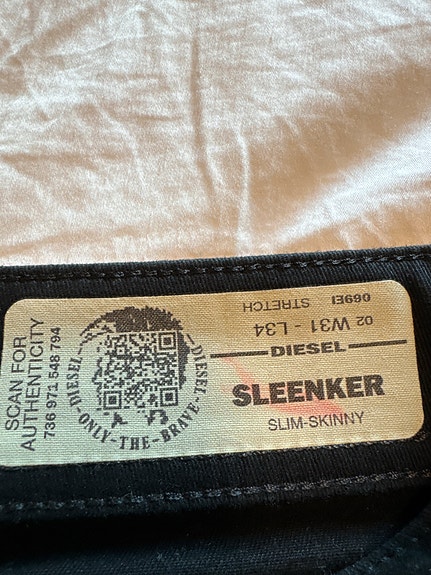 SCAN FOR
AUTHENTICITY
736 971 548 794
DIESEL
ONLY-THE-BRAVE
DIESEL
069EI
STRETCH
02 W31 - L34
DIESEL
SLEENKER
SLIM-SKINNY